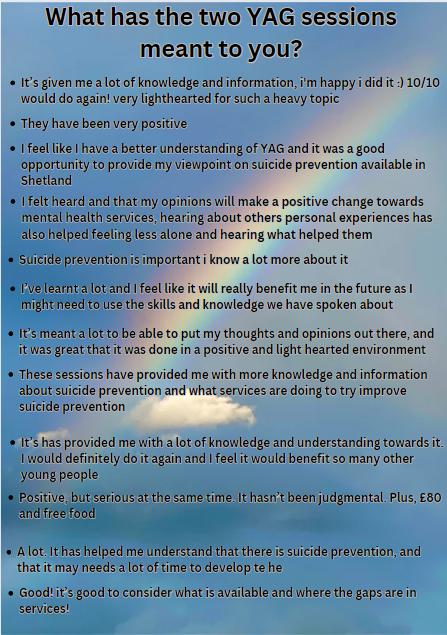 What has the two YAG sessions
meant to you?
• It's given me a lot of knowledge and information, i'm happy i did it :) 10/10
would do again! very lighthearted for such a heavy topic
• They have been very positive
• I feel like I have a better understanding of YAG and it was a good
opportunity to provide my viewpoint on suicide prevention available in
Shetland
• I felt heard and that my opinions will make a positive change towards
mental health services, hearing about others personal experiences has
also helped feeling less alone and hearing what helped them
• Suicide prevention is important i know a lot more about it
• I've learnt a lot and I feel like it will really benefit me in the future as I
might need to use the skills and knowledge we have spoken about
• It's meant a lot to be able to put my thoughts and opinions out there, and
it was great that it was done in a positive and light hearted environment
• These sessions have provided me with more knowledge and information
about suicide prevention and what services are doing to try improve
suicide prevention
• It's has provided me with a lot of knowledge and understanding towards it.
I would definitely do it again and I feel it would benefit so many other
young people
• Positive, but serious at the same time. It hasn't been judgmental. Plus, £80
and free food
• A lot. It has helped me understand that there is suicide prevention, and
that it may needs a lot of time to develop te he
• Good! it's good to consider what is available and where the gaps are in
services!